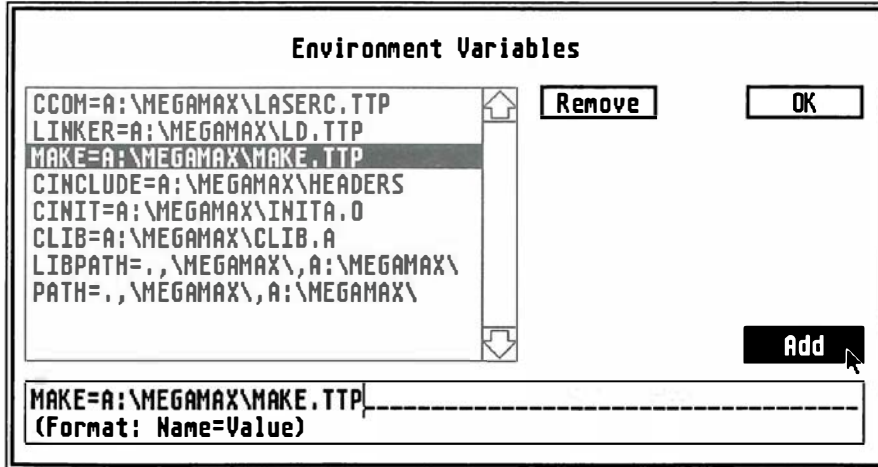 Environment Variables
CCOM=A:\MEGAMAX\LASERC.TTP
LINKER=A:\MEGAMAX\LD.TTP
MAKE=A:\MEGAMAX\MAKE.TTP
CINCLUDE=A:\MEGAMAX\HEADERS
CINIT=A:\MEGAMAX\INITA.O
CLIB=A:\MEGAMAX\CLIB.A
LIBPATH=.,\MEGAMAX\,A:\MEGAMAX\
PATH=.,\MEGAMAX\,A:\MEGAMAX\
Remove
OK
Add
MAKE=A:\MEGAMAX\MAKE.TTP
(Format: Name=Value)